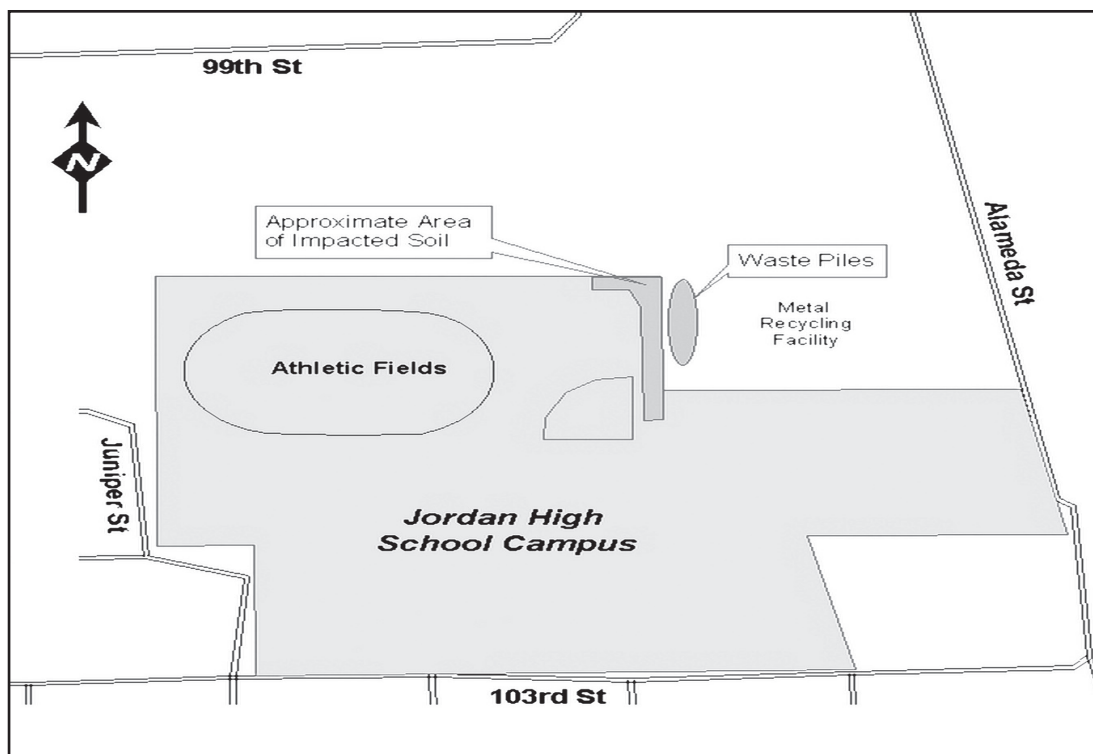 99th St
N
Approximate Area
of Impacted Soil
Waste Piles
Alameda St
Metal
Recycling
Facility
Athletic Fields
Juniper St
Jordan High
School Campus
103rd St